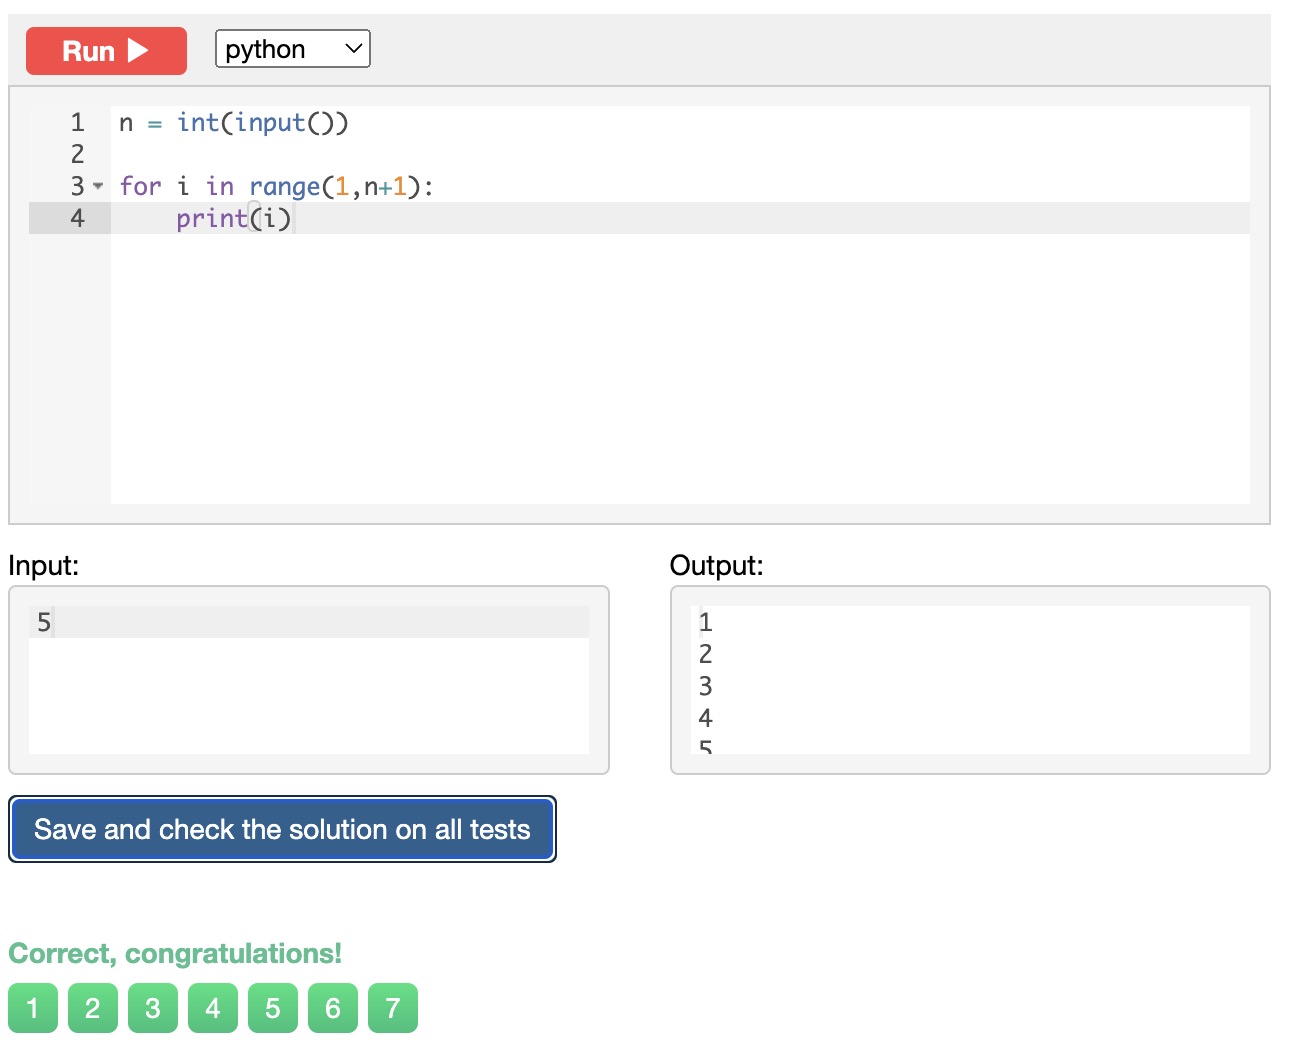 Run python
1 n = int(input())
2
3 for i in range(1,n+1):
4     print(i)
Input:
5
Output:
1
2
3
4
5
Save and check the solution on all tests
Correct, congratulations!
1 2 3 4 5 6 7